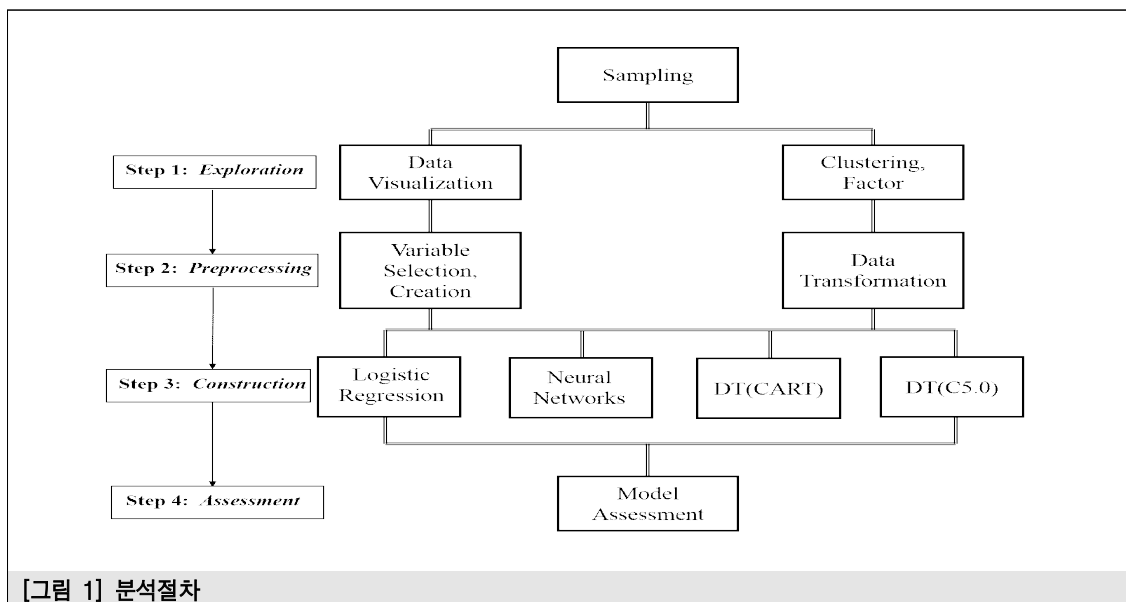 Sampling
Step 1: Exploration
Data
Visualization
Clustering,
Factor
Step 2: Preprocessing
Variable
Selection,
Creation
Data
Transformation
Step 3: Construction
Logistic
Regression
Neural
Networks
DT(CART)
DT(C5.0)
Step 4: Assessment
Model
Assessment
[그림 1] 분석절차